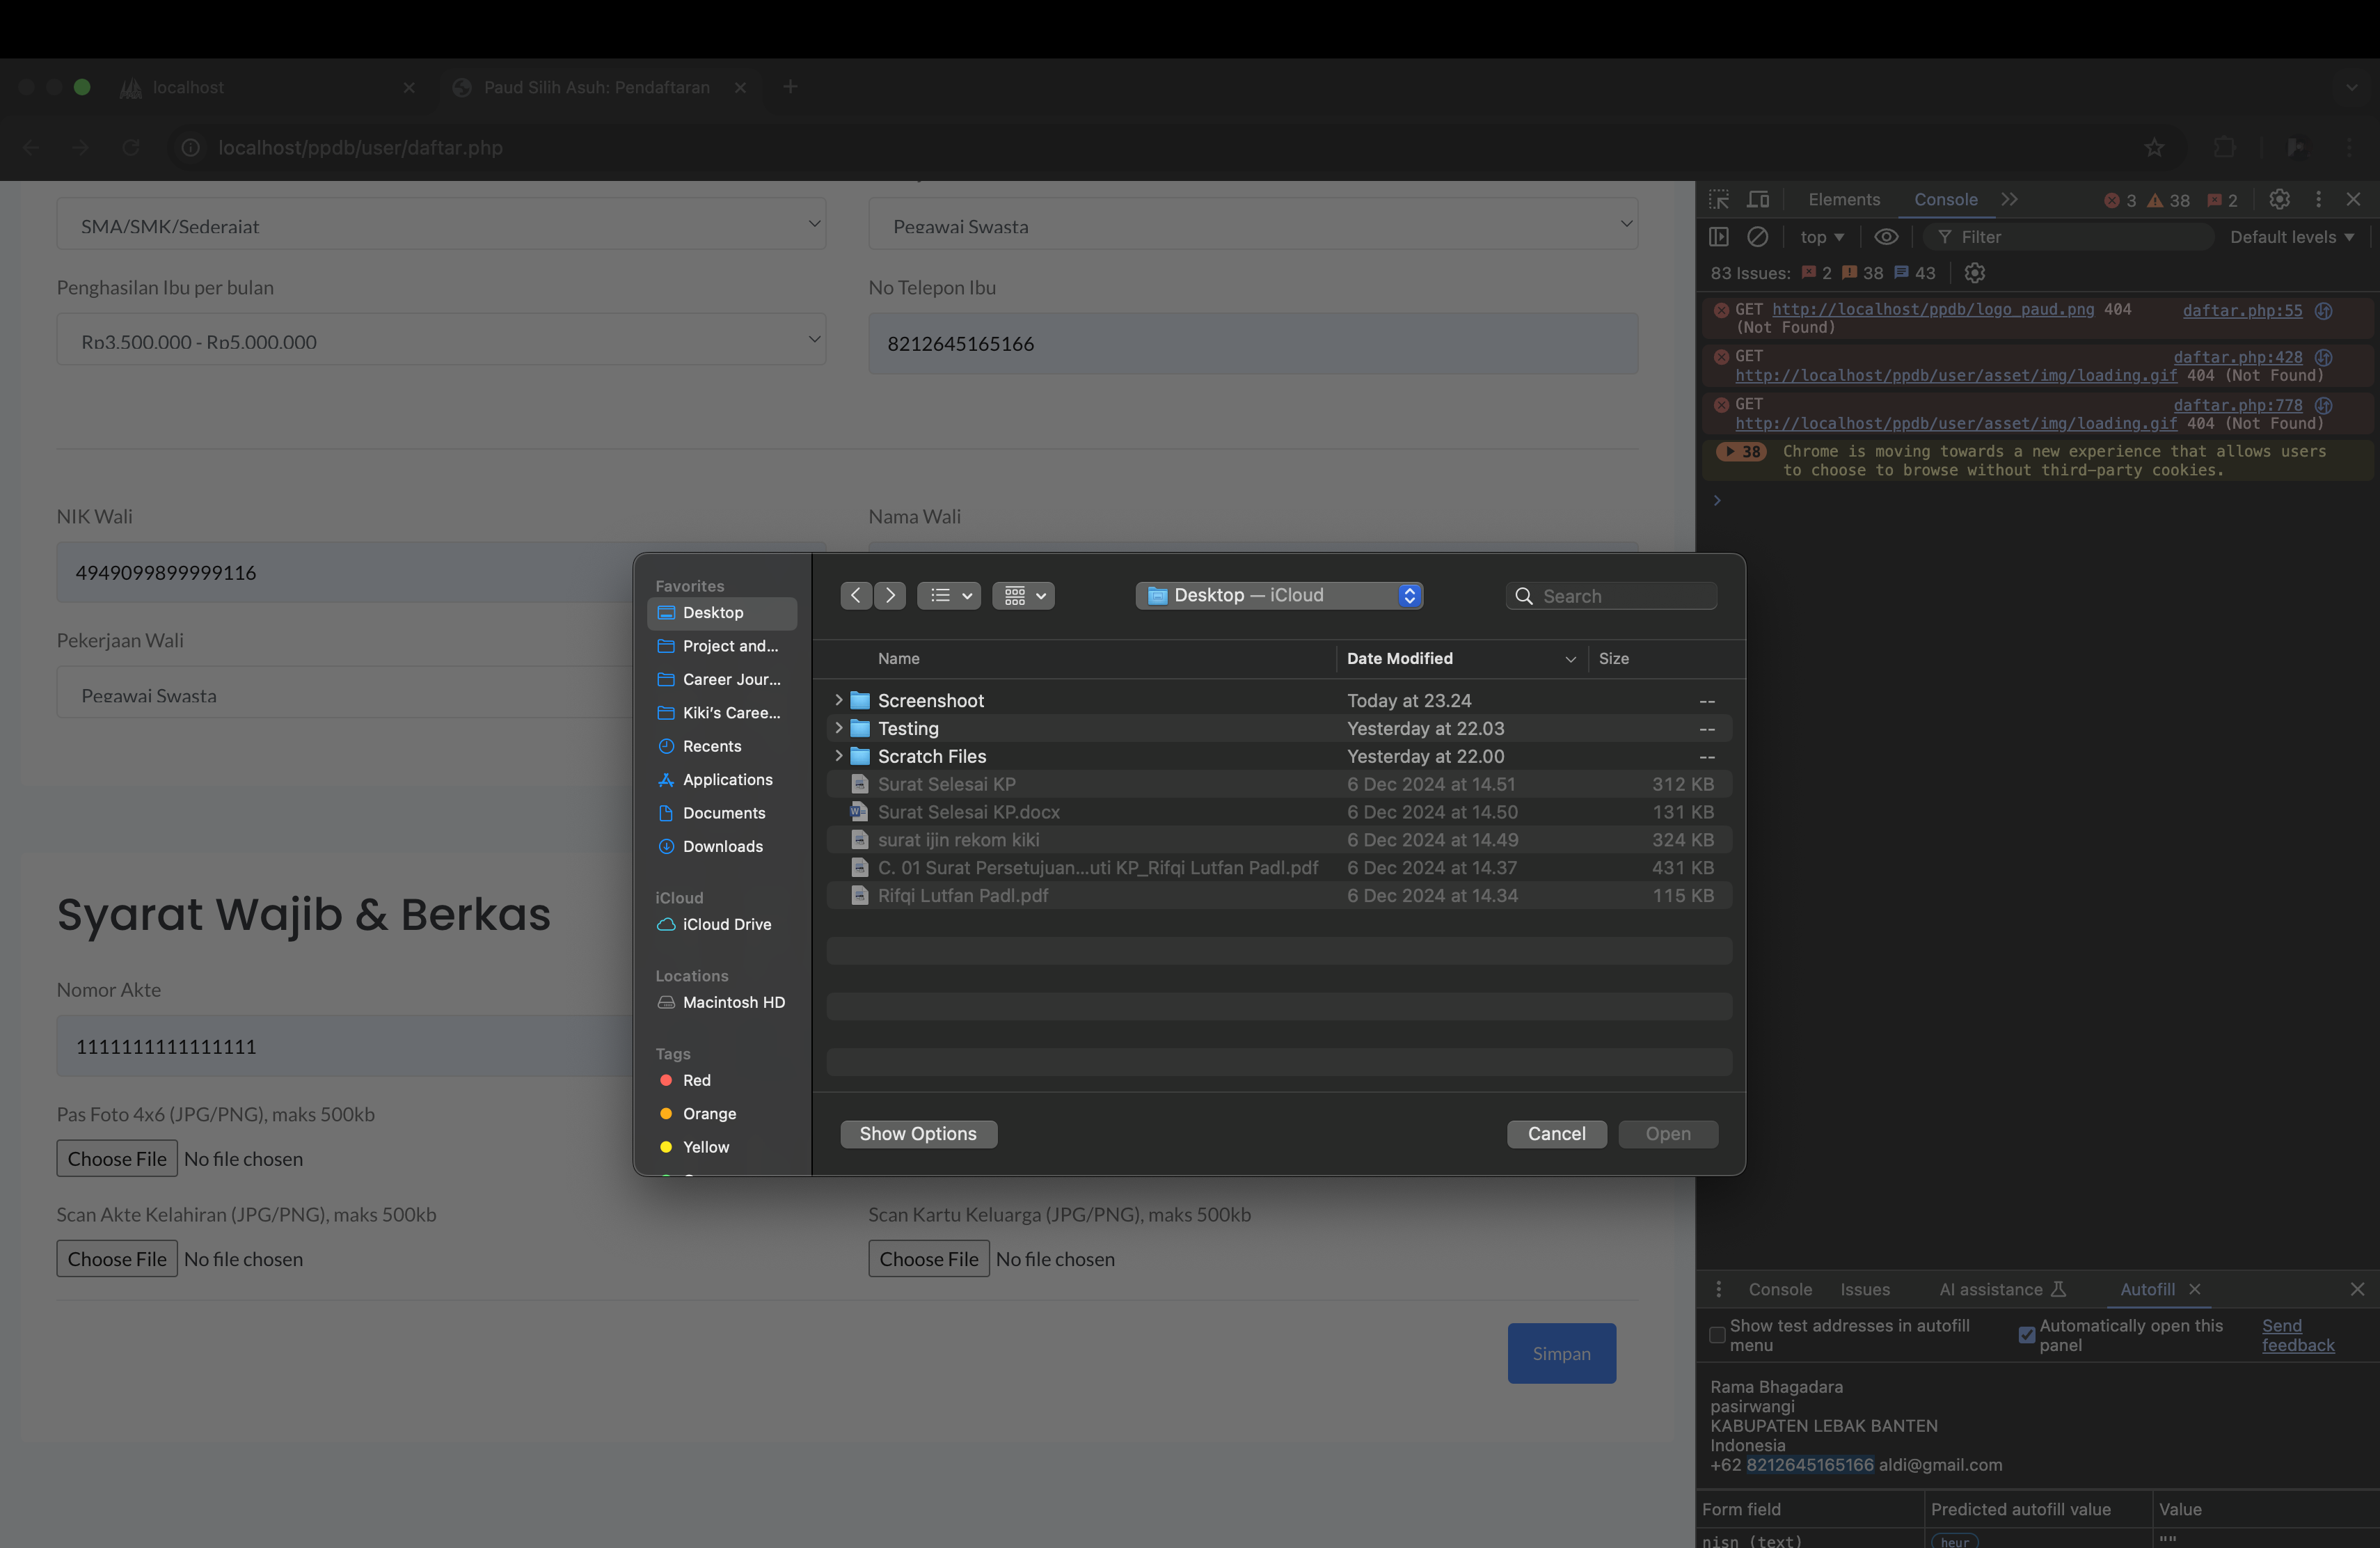 localhost
Paud Silih Asuh: Pendaftaran
localhost/ppdb/user/daftar.php
SMA/SMK/Sederajat
Pegawai Swasta
Penghasilan Ibu per bulan
No Telepon Ibu
Rp3.500.000 - Rp5.000.000
8212645165166
NIK Wali
Nama Wali
4949099899999116
Pekerjaan Wali
Pegawai Swasta
Syarat Wajib & Berkas
Nomor Akte
1111111111111111
Pas Foto 4x6 (JPG/PNG), maks 500kb
Choose File No file chosen
Scan Akte Kelahiran (JPG/PNG), maks 500kb
Scan Kartu Keluarga (JPG/PNG), maks 500kb
Choose File No file chosen
Choose File No file chosen
Simpan
Favorites
Desktop
Project and...
Career Jour...
Kiki's Caree...
Recents
Applications
Documents
Downloads
iCloud
iCloud Drive
Locations
Macintosh HD
Tags
Red
Orange
Yellow
Desktop — iCloud
Search
Name Date Modified Size
Screenshoot Today at 23.24 --
Testing Yesterday at 22.03 --
Scratch Files Yesterday at 22.00 --
Surat Selesai KP 6 Dec 2024 at 14.51 312 KB
Surat Selesai KP.docx 6 Dec 2024 at 14.50 131 KB
surat ijin rekom kiki 6 Dec 2024 at 14.49 324 KB
C. 01 Surat Persetujuan...uti KP_Rifqi Lutfan Padl.pdf 6 Dec 2024 at 14.37 431 KB
Rifqi Lutfan Padl.pdf 6 Dec 2024 at 14.34 115 KB
Show Options
Cancel
Open
Elements Console 3 38 2
top Filter Default levels
83 Issues: 2 38 43
GET http://localhost/ppdb/logo_paud.png 404 daftar.php:55
(Not Found)
GET daftar.php:428
http://localhost/ppdb/user/asset/img/loading.gif 404 (Not Found)
GET daftar.php:778
http://localhost/ppdb/user/asset/img/loading.gif 404 (Not Found)
38 Chrome is moving towards a new experience that allows users
to choose to browse without third-party cookies.
Console Issues AI assistance Autofill
Show test addresses in autofill
menu
Automatically open this
panel
Send
feedback
Rama Bhagadara
pasirwangi
KABUPATEN LEBAK BANTEN
Indonesia
+62 8212645165166 aldi@gmail.com
Form field Predicted autofill value Value
nisn (text) heur ""